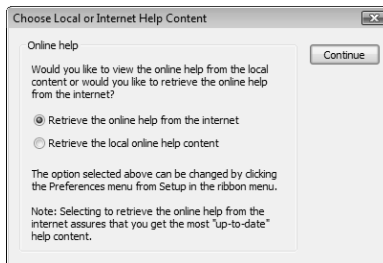 Choose Local or Internet Help Content
Online help
Continue
Would you like to view the online help from the local
content or would you like to retrieve the online help
from the internet?
Retrieve the online help from the internet
Retrieve the local online help content
The option selected above can be changed by clicking
the Preferences menu from Setup in the ribbon menu.
Note: Selecting to retrieve the online help from the
internet assures that you get the most "up-to-date"
help content.